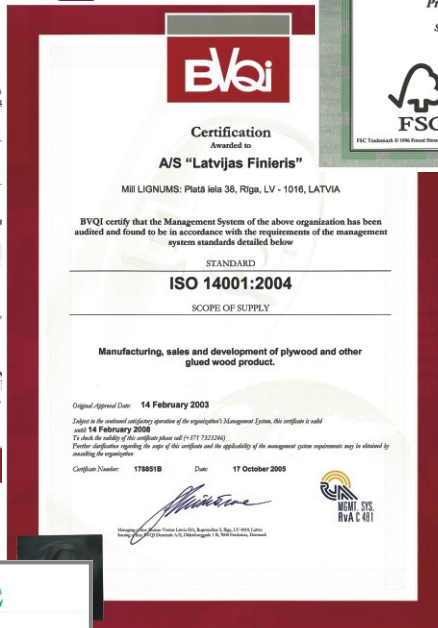 BVQi
Certification
Awarded to
A/S “Latvijas Finieris”
Mill LIGNUMS: Platā iela 38, Rīga, LV - 1016, LATVIA
BVQI certify that the Management System of the above organization has been
audited and found to be in accordance with the requirements of the management
system standards detailed below
STANDARD
ISO 14001:2004
SCOPE OF SUPPLY
Manufacturing, sales and development of plywood and other
glued wood product.
Original Approval Date: 14 February 2003
Subject to the continued satisfactory operation of the organization's Management System, this certificate is valid
until: 14 February 2008
To check the validity of this certificate please call (+371 7323246)
Further clarification regarding the scope of this certificate and the applicability of the management system requirements may be obtained by
consulting the organization
Certificate Number: 178851B Date: 17 October 2005
MGMT. SYS.
RvA C 481
FSC